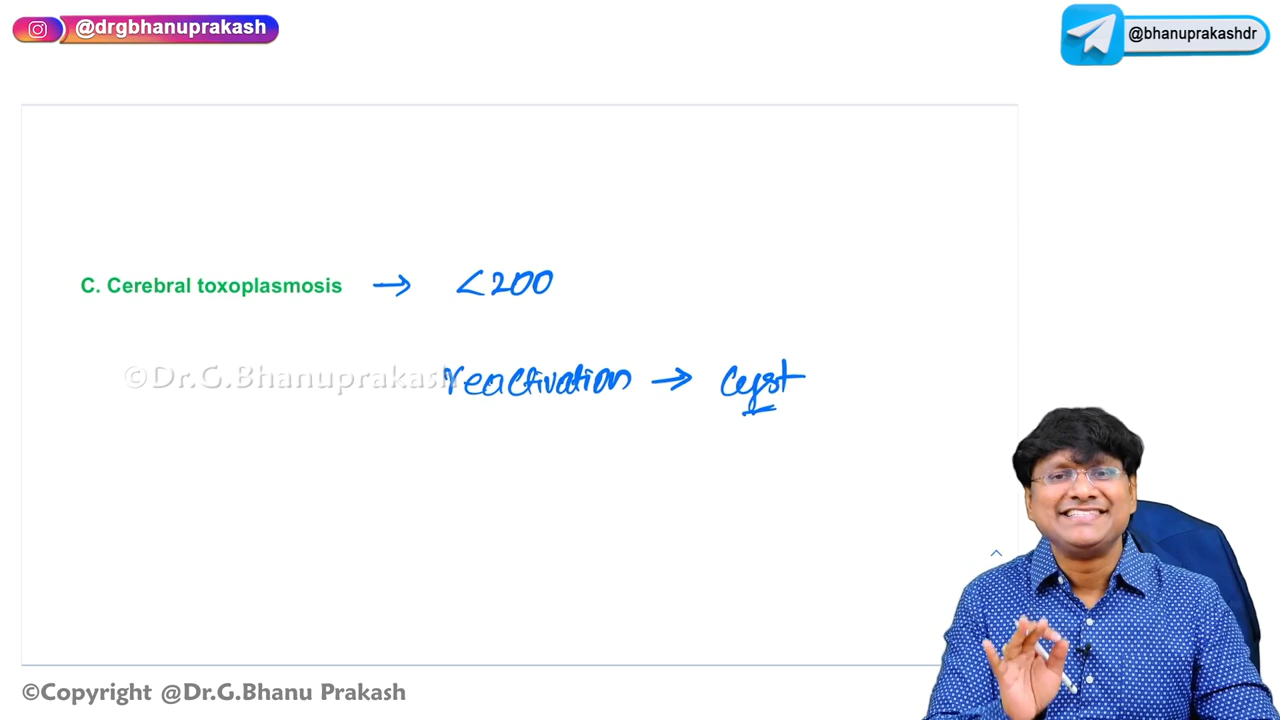 @drgbhanuprakash
@bhanuprakashdr
C. Cerebral toxoplasmosis → <200
©Dr.G.Bhanuprakash
reactivation → cyst
©Copyright @Dr.G.Bhanu Prakash